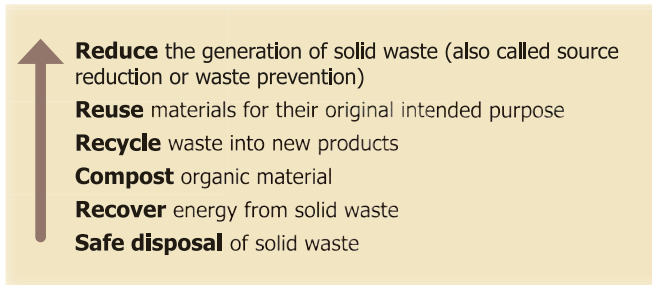 Reduce the generation of solid waste (also called source
reduction or waste prevention)
Reuse materials for their original intended purpose
Recycle waste into new products
Compost organic material
Recover energy from solid waste
Safe disposal of solid waste